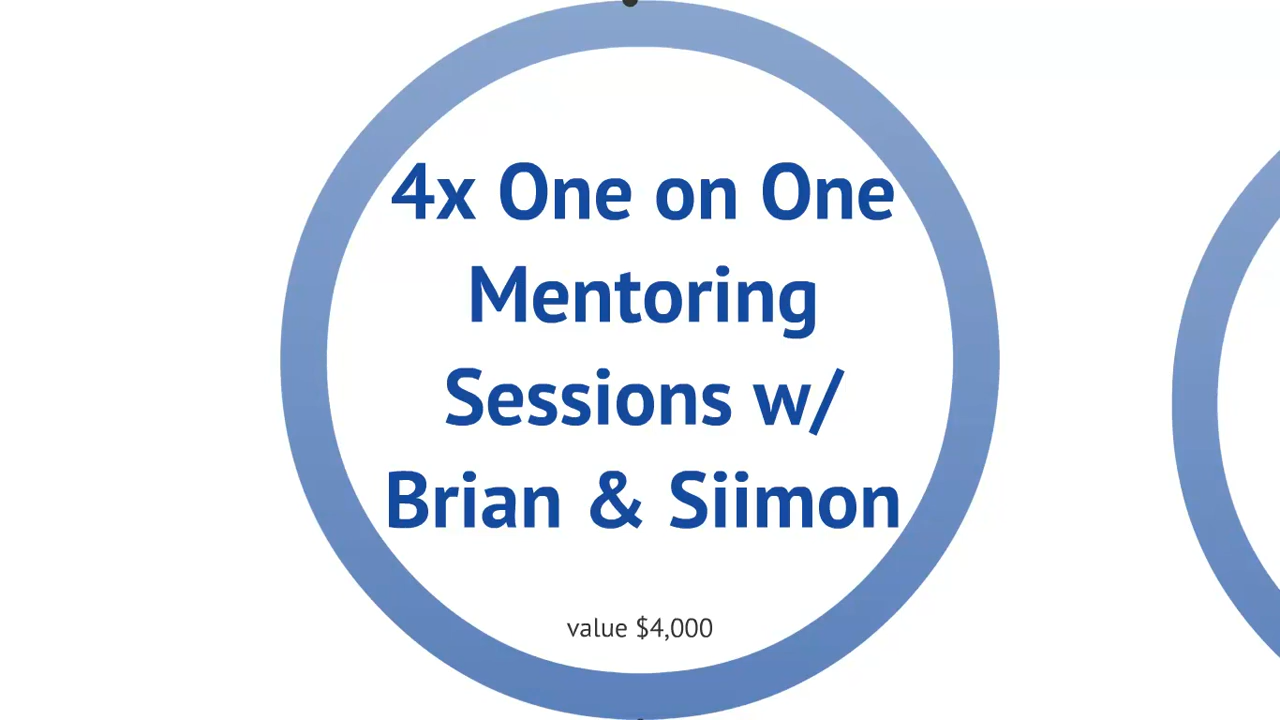 4x One on One
Mentoring
Sessions w/
Brian & Siimon
value $4,000